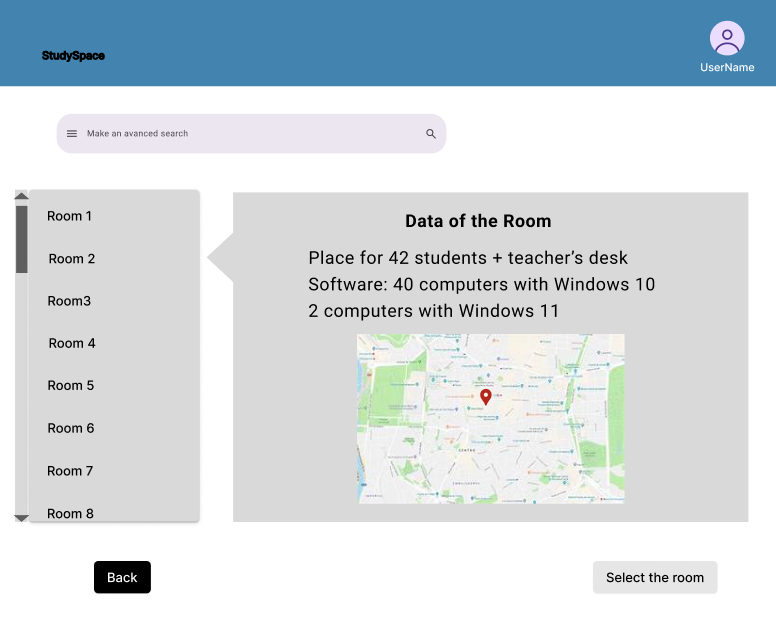 StudySpace
UserName
Make an avanced search
Room 1
Room 2
Room3
Room 4
Room 5
Room 6
Room 7
Room 8
Data of the Room
Place for 42 students + teacher’s desk
Software: 40 computers with Windows 10
2 computers with Windows 11
CENTRO
Back
Select the room